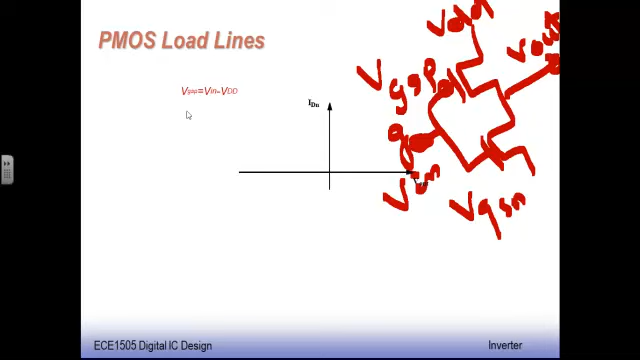 PMOS Load Lines
Vdd
Vout
Vgsp
Vgsp=Vin-VDD
IDn
g
Vin
Vgsn
ECE1505 Digital IC Design
Inverter